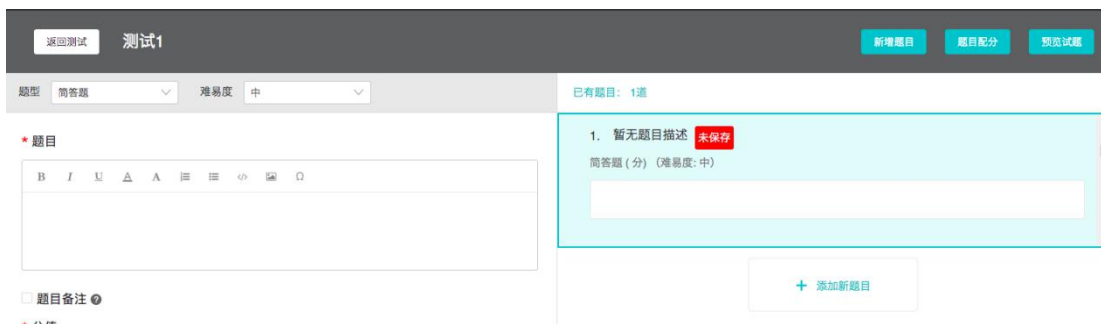 返回测试 测试1 新增题目 题目配分 预览试题
题型 简答题 难易度 中
已有题目: 1道
* 题目
B I U A A Ω
1. 暂无题目描述 未保存
简答题 ( 分) (难易度: 中)
+ 添加新题目
题目备注